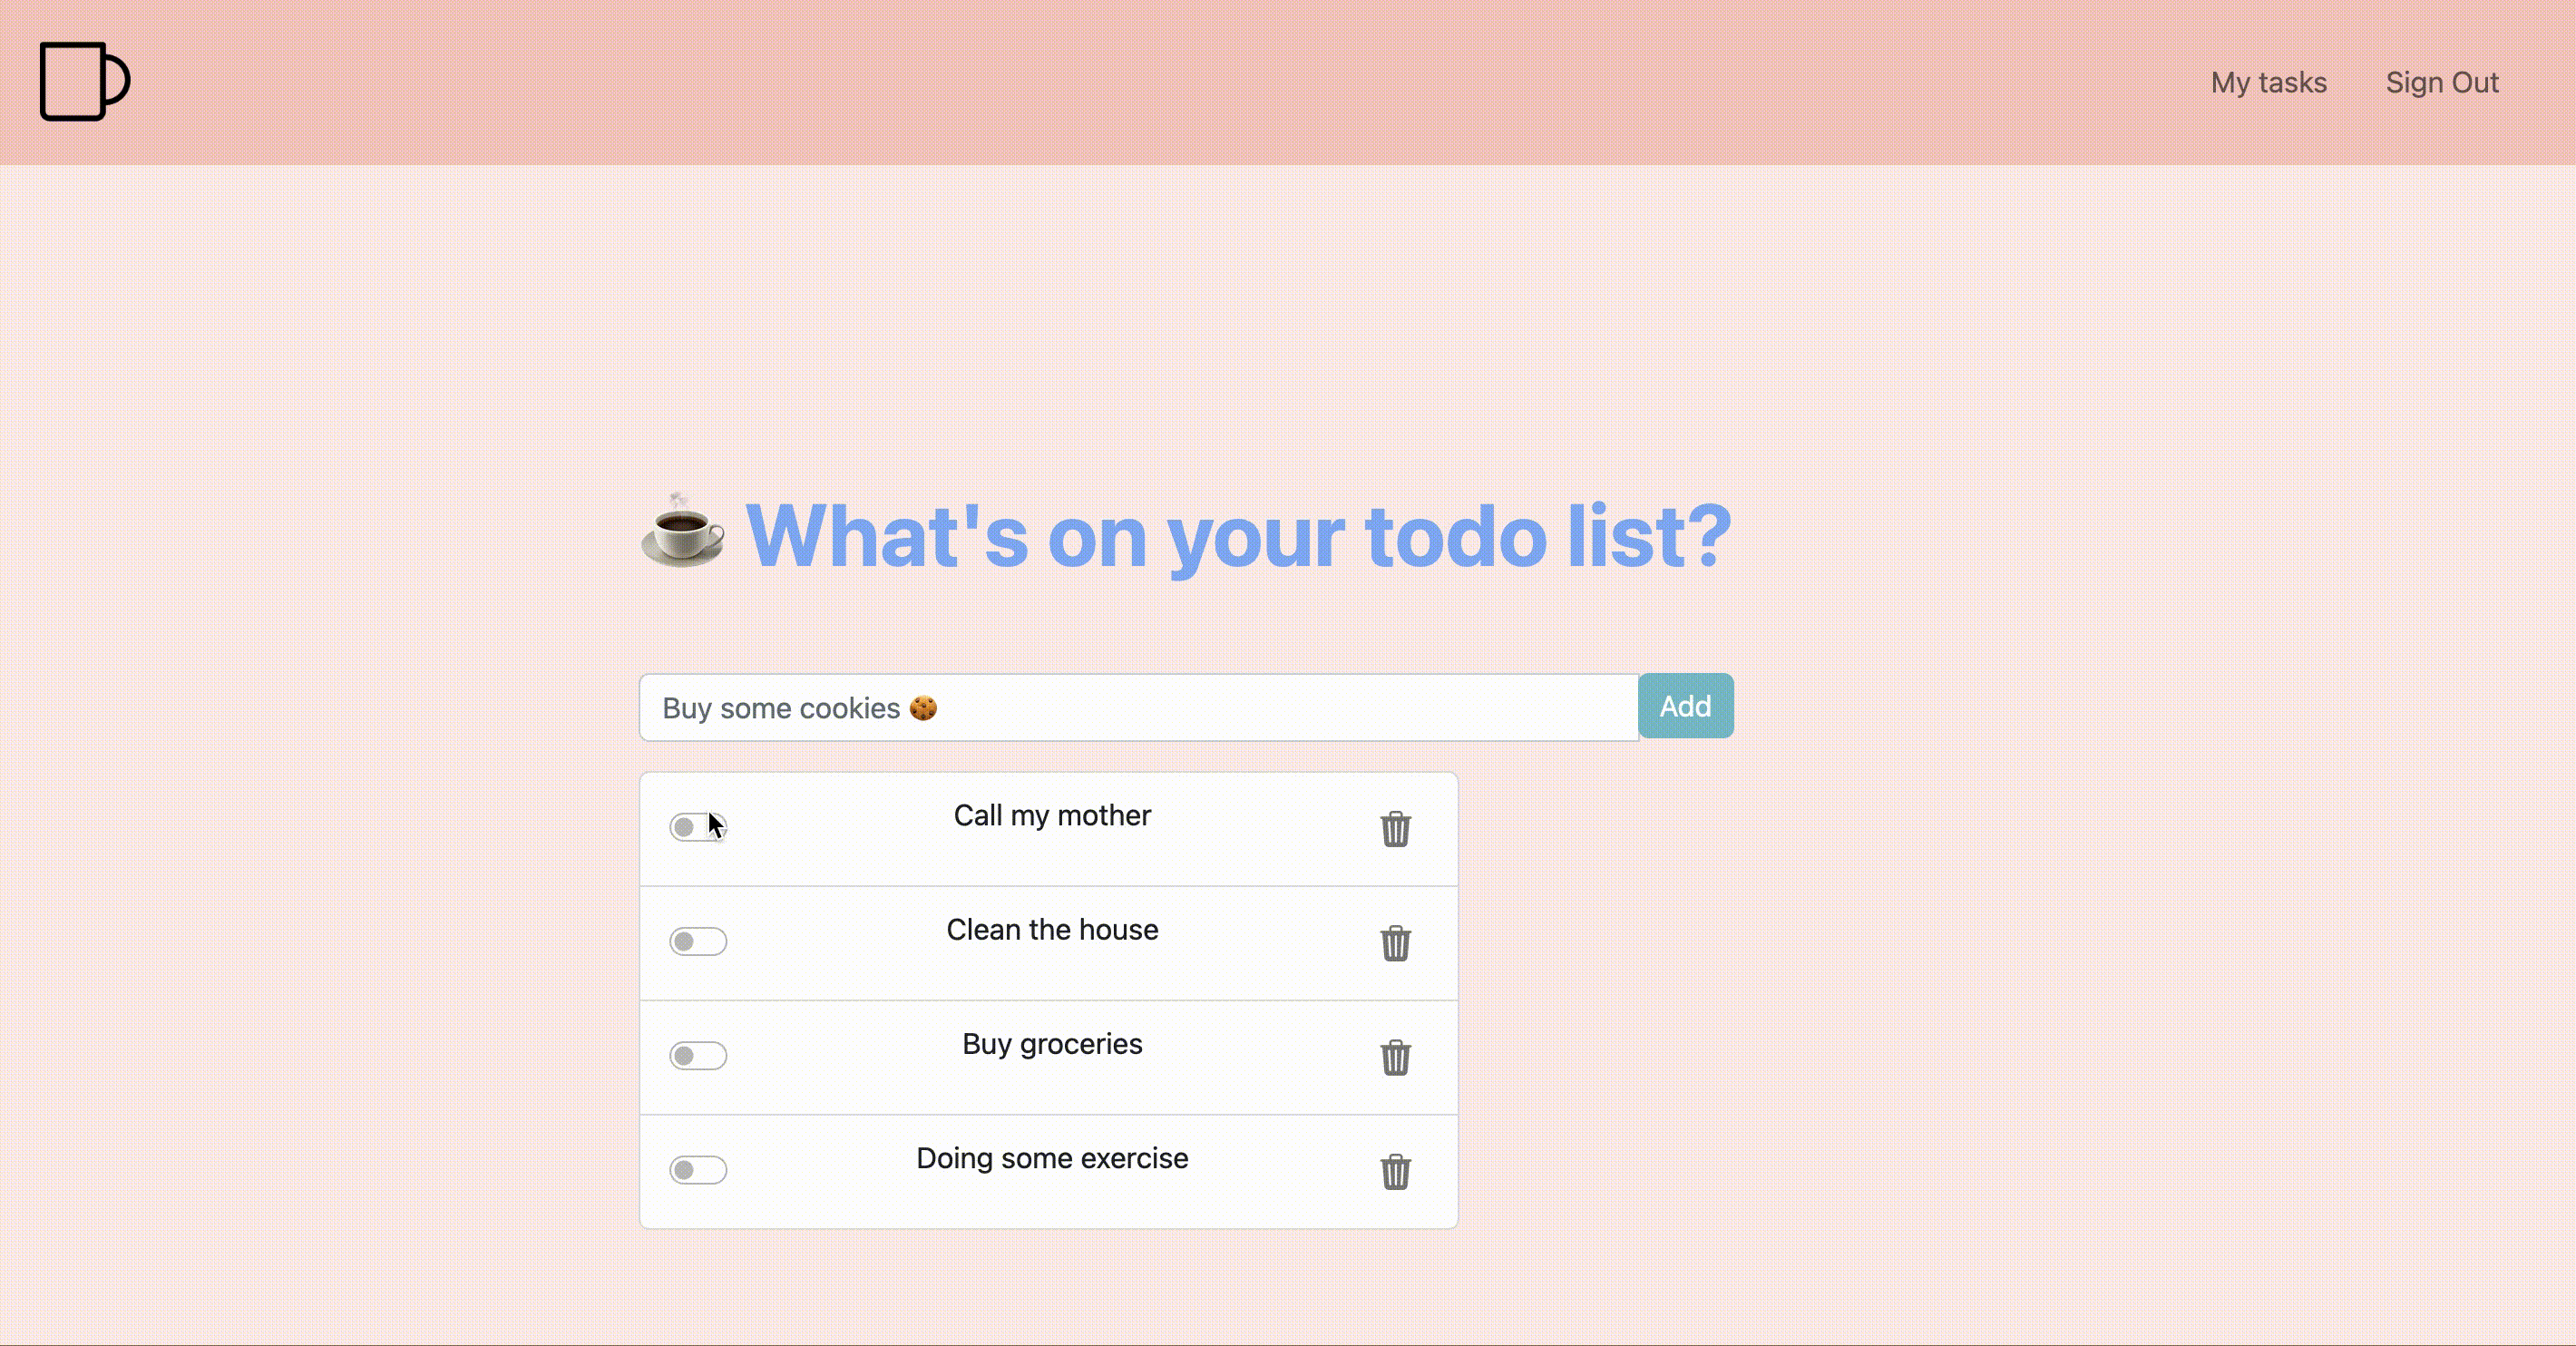 My tasks
Sign Out
☕ What's on your todo list?
Buy some cookies 🍪
Add
Call my mother
Clean the house
Buy groceries
Doing some exercise